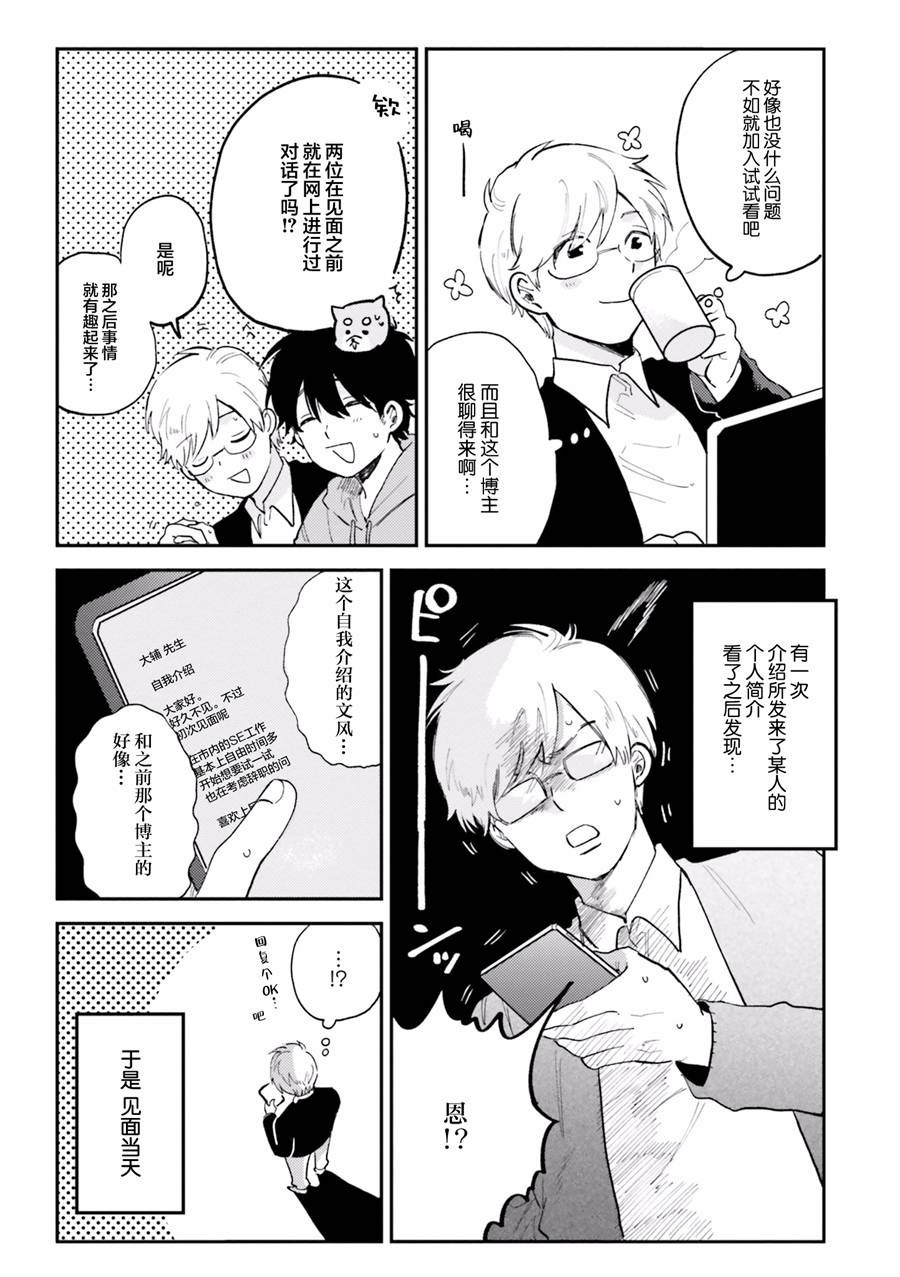 好像也没什么问题
不如就加入试试看吧
喝
而且和这个博主
很聊得来啊…
欸
两位在见面之前
就在网上进行过
对话了吗!?
是呢
那之后事情
就有趣起来了…
有一次
介绍所发来了某人的
个人简介
看了之后发现…
ピーン
恩!?
这个自我介绍的文风…
大辅 先生
自我介绍
大家好。
好久不见。不过
初次见面呢
在市内的SE工作
基本上自由时间多
开始想要试一试
也在考虑辞职的问
喜欢上
和之前那个博主的
好像…
…!?
回复个OK…吧
于是 见面当天